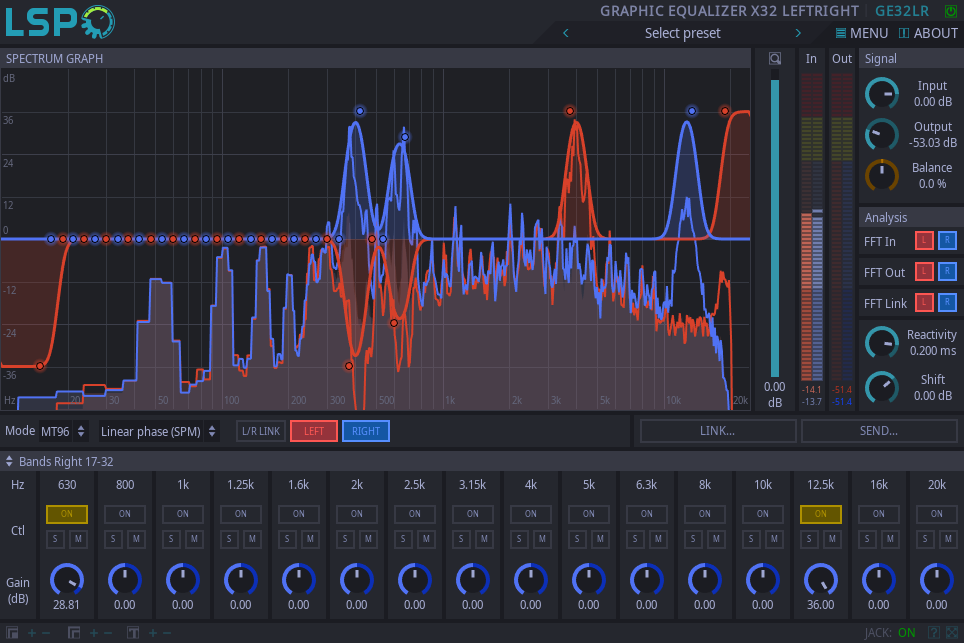 LSP
GRAPHIC EQUALIZER X32 LEFTRIGHT GE32LR
Select preset
MENU ABOUT
SPECTRUM GRAPH
In Out
Signal
dB
36
24
12
0
-12
-24
-36
Hz 20 30 50 100 200 300 500 1k 2k 3k 5k 10k 20k
0.00
dB
-14.1 -51.4
-13.7 -51.4
Input
0.00 dB
Output
-53.03 dB
Balance
0.0 %
Analysis
FFT In L R
FFT Out L R
FFT Link L R
Reactivity
0.200 ms
Shift
0.00 dB
Mode MT96 Linear phase (SPM) L/R LINK LEFT RIGHT LINK... SEND...
Bands Right 17-32
Hz 630 800 1k 1.25k 1.6k 2k 2.5k 3.15k 4k 5k 6.3k 8k 10k 12.5k 16k 20k
ON ON ON ON ON ON ON ON ON ON ON ON ON ON ON ON
Ctl
S M S M S M S M S M S M S M S M S M S M S M S M S M S M S M S M
Gain
(dB)
28.81 0.00 0.00 0.00 0.00 0.00 0.00 0.00 0.00 0.00 0.00 0.00 0.00 36.00 0.00 0.00
JACK: ON